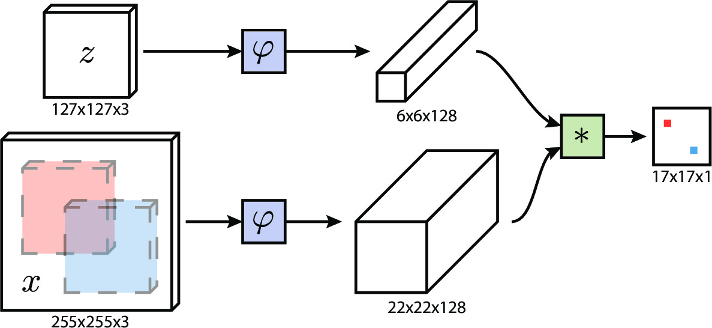 z
φ
127x127x3
6x6x128
*
17x17x1
x
φ
255x255x3
22x22x128